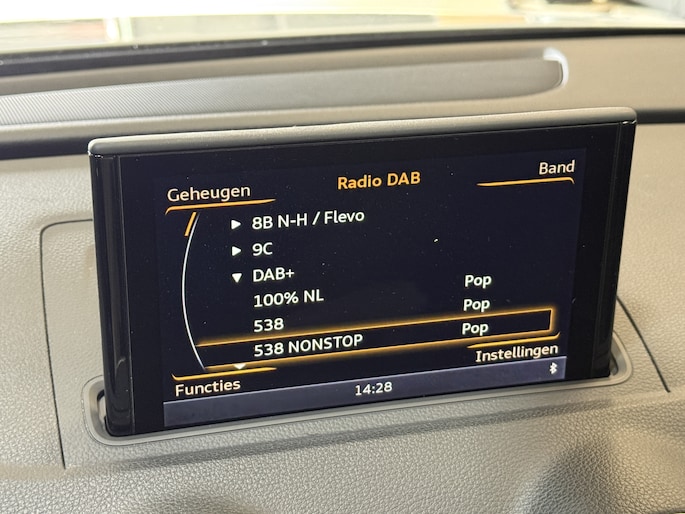 Geheugen Radio DAB Band
8B N-H / Flevo
9C
DAB+
100% NL Pop
538 Pop
538 NONSTOP Pop
Functies Instellingen
14:28